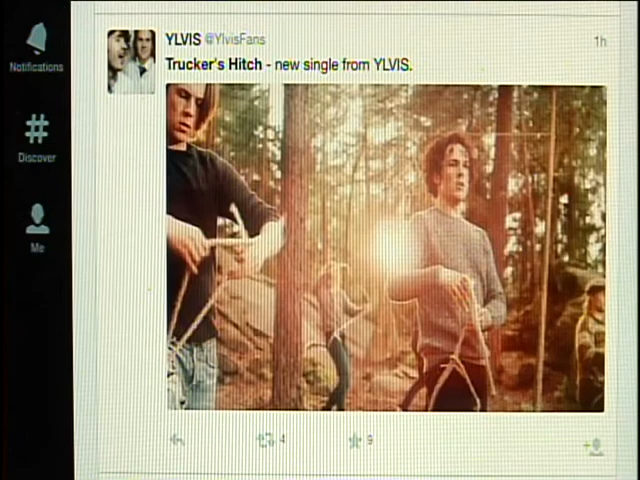 YLVIS @YlvisFans 1h
Trucker's Hitch - new single from YLVIS.
Notifications
Discover
Me
4 9